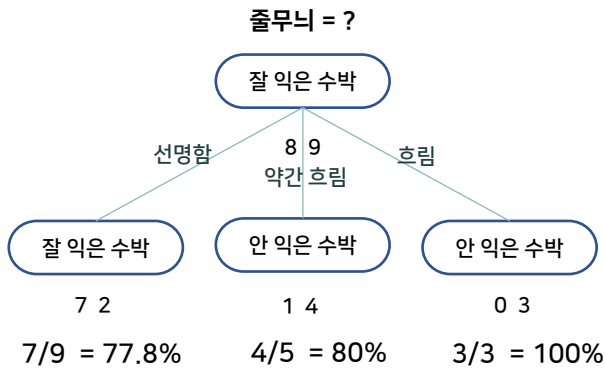 줄무늬 = ?
잘 익은 수박
선명함
8 9
약간 흐림
흐림
잘 익은 수박
안 익은 수박
안 익은 수박
7 2
1 4
0 3
7/9 = 77.8%
4/5 = 80%
3/3 = 100%